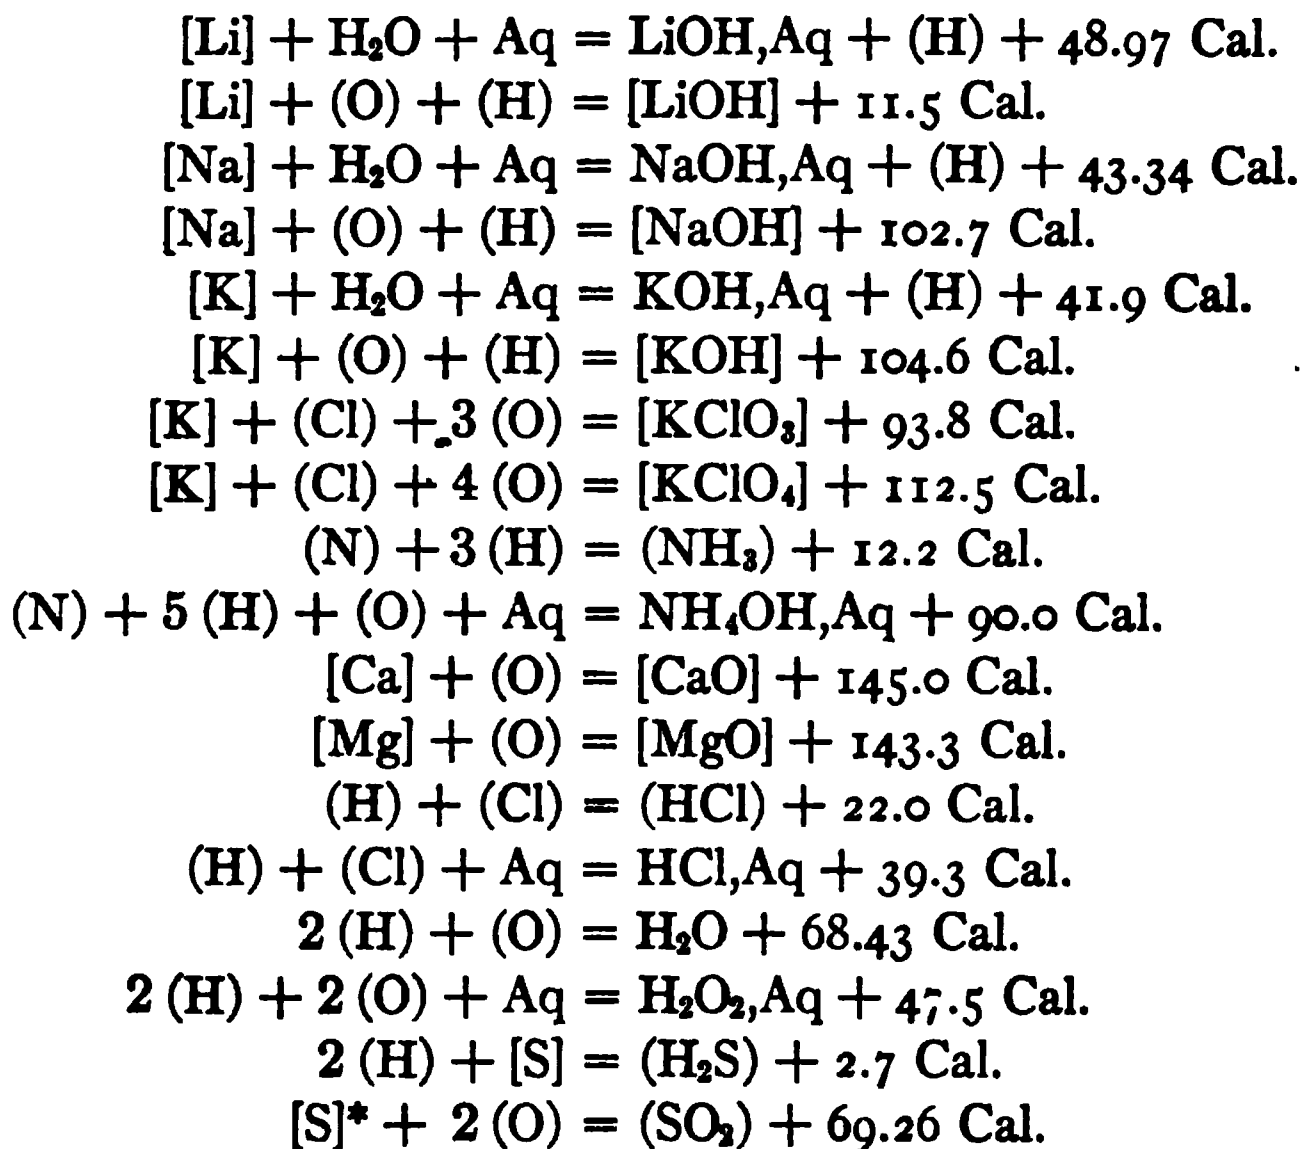 [Li] + H₂O + Aq = LiOH,Aq + (H) + 48.97 Cal.
[Li] + (O) + (H) = [LiOH] + 11.5 Cal.
[Na] + H₂O + Aq = NaOH,Aq + (H) + 43.34 Cal.
[Na] + (O) + (H) = [NaOH] + 102.7 Cal.
[K] + H₂O + Aq = KOH,Aq + (H) + 41.9 Cal.
[K] + (O) + (H) = [KOH] + 104.6 Cal.
[K] + (Cl) + 3 (O) = [KClO₃] + 93.8 Cal.
[K] + (Cl) + 4 (O) = [KClO₄] + 112.5 Cal.
(N) + 3 (H) = (NH₃) + 12.2 Cal.
(N) + 5 (H) + (O) + Aq = NH₄OH,Aq + 90.0 Cal.
[Ca] + (O) = [CaO] + 145.0 Cal.
[Mg] + (O) = [MgO] + 143.3 Cal.
(H) + (Cl) = (HCl) + 22.0 Cal.
(H) + (Cl) + Aq = HCl,Aq + 39.3 Cal.
2 (H) + (O) = H₂O + 68.43 Cal.
2 (H) + 2 (O) + Aq = H₂O₂,Aq + 47.5 Cal.
2 (H) + [S] = (H₂S) + 2.7 Cal.
[S]* + 2 (O) = (SO₂) + 69.26 Cal.